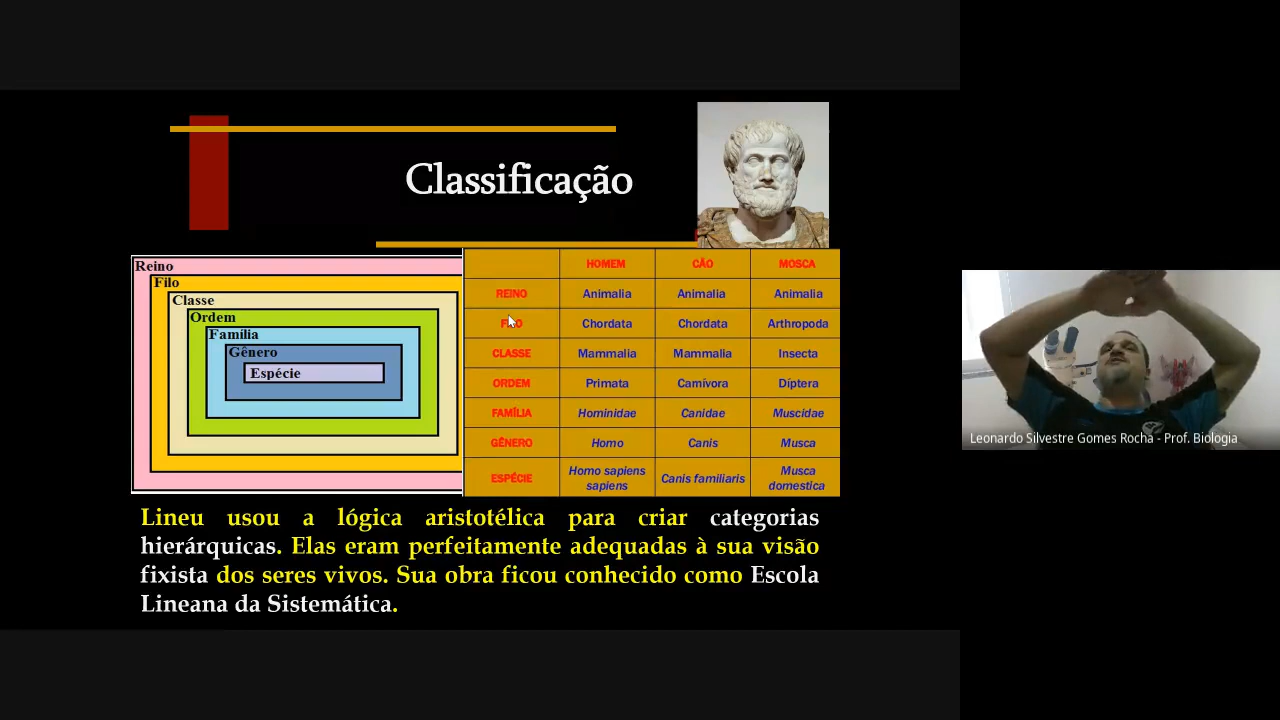 Classificação
Reino
Filo
Classe
Ordem
Família
Gênero
Espécie
HOMEM CÃO MOSCA
REINO Animalia Animalia Animalia
Chordata Chordata Arthropoda
CLASSE Mammalia Mammalia Insecta
ORDEM Primata Carnívora Díptera
FAMÍLIA Hominidae Canidae Muscidae
GÊNERO Homo Canis Musca
ESPÉCIE Homo sapiens sapiens Canis familiaris Musca domestica
Lineu usou a lógica aristotélica para criar categorias
hierárquicas. Elas eram perfeitamente adequadas à sua visão
fixista dos seres vivos. Sua obra ficou conhecido como Escola
Lineana da Sistemática.
Leonardo Silvestre Gomes Rocha - Prof. Biologia